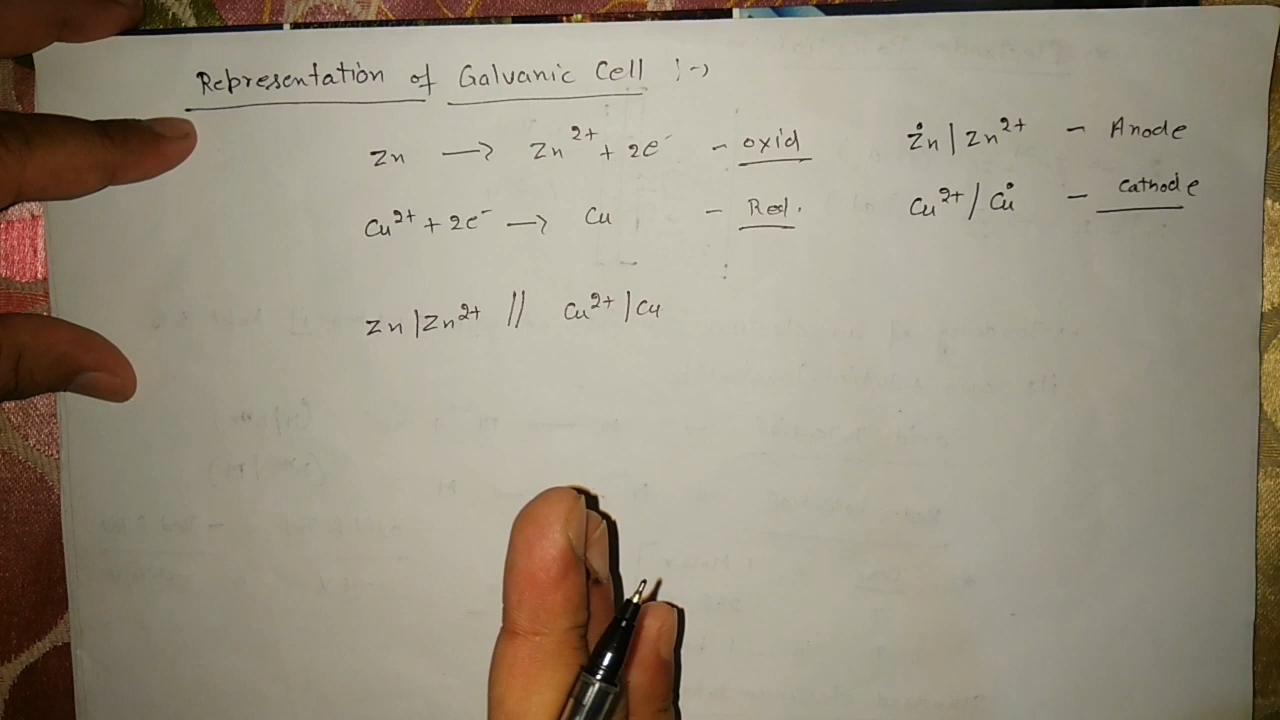 Representation of Galvanic Cell :->
Zn → Zn²⁺ + 2e⁻ - oxid Zn | Zn²⁺ - Anode
Cu²⁺ + 2e⁻ → Cu - Red. Cu²⁺ / Cu - Cathode
Zn | Zn²⁺ // Cu²⁺ | Cu